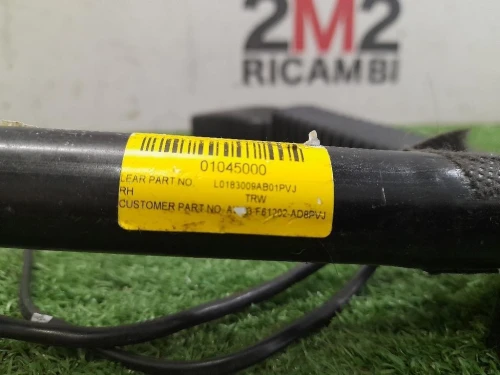 2M2
RICAMBI
01045000
LEAR PART NO. L0183009AB01PVJ
RH TRW
CUSTOMER PART NO.